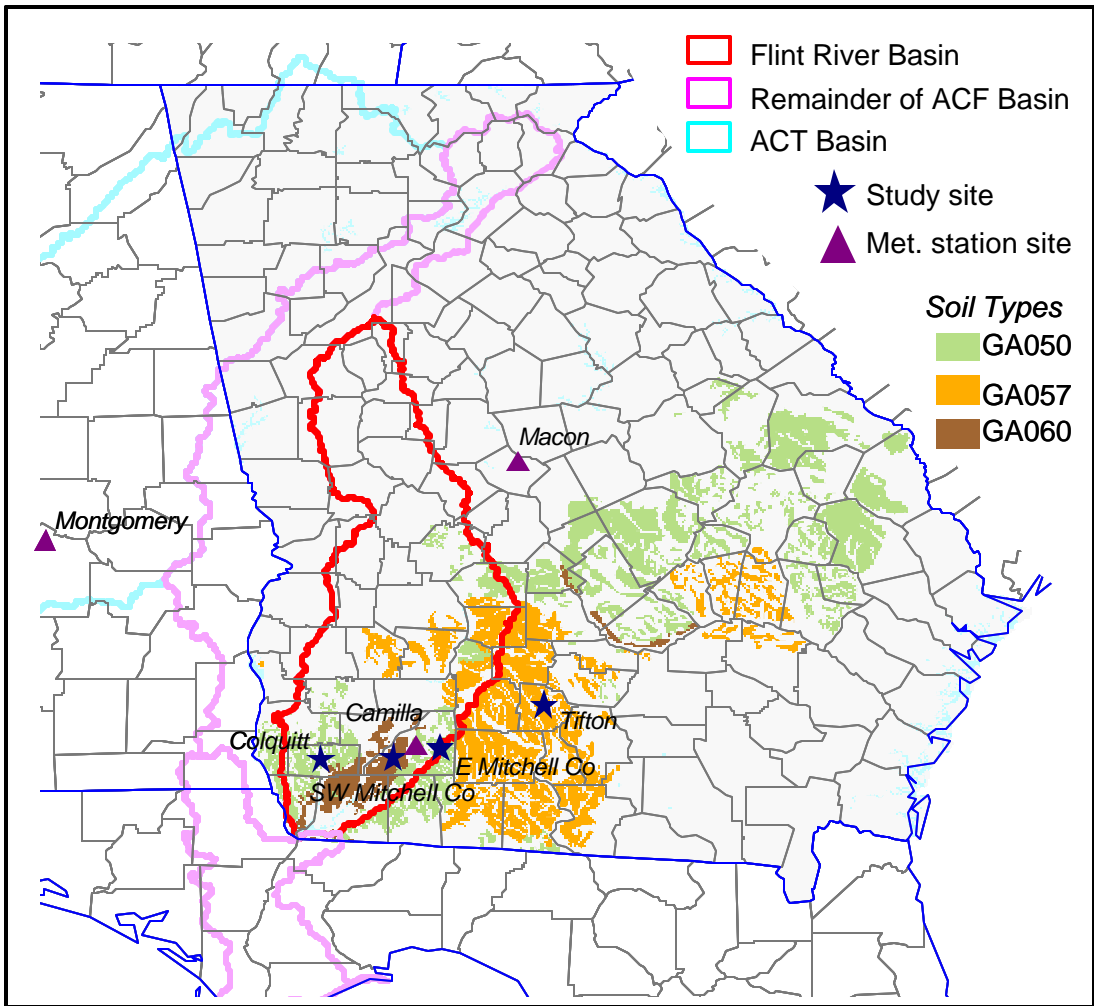 Flint River Basin
Remainder of ACF Basin
ACT Basin
Study site
Met. station site
Soil Types
GA050
GA057
GA060
Macon
Montgomery
Camilla
Tifton
Colquitt
E Mitchell Co
SW Mitchell Co